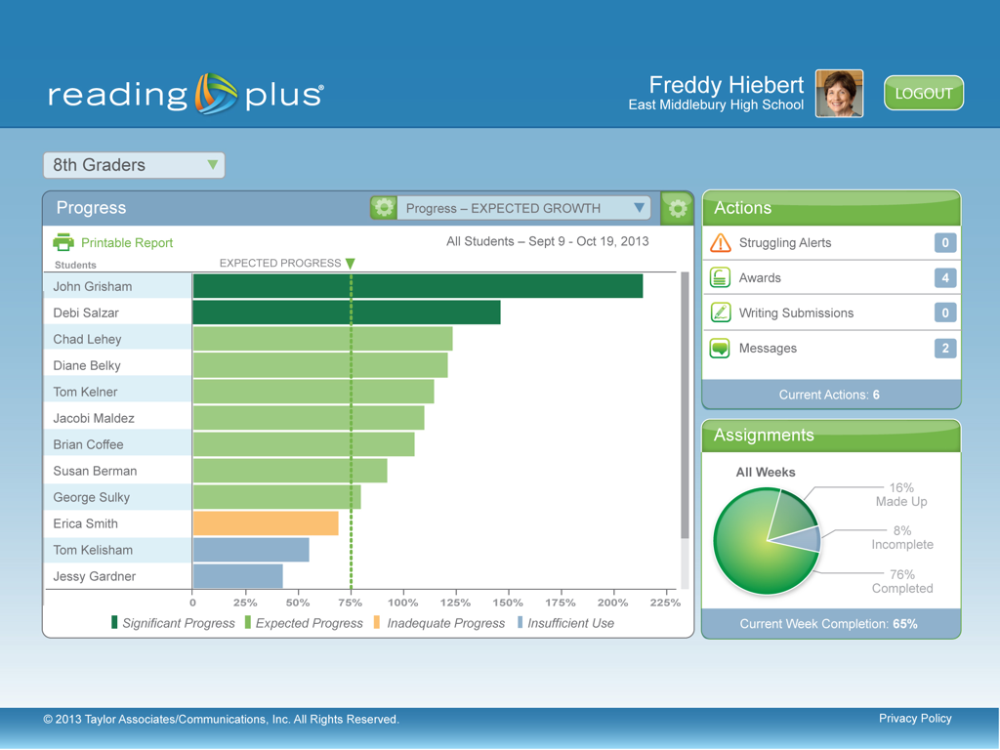 reading plus®
Freddy Hiebert
East Middlebury High School
LOGOUT
8th Graders
Progress
Progress – EXPECTED GROWTH
Printable Report
All Students – Sept 9 - Oct 19, 2013
Students
EXPECTED PROGRESS
John Grisham
Debi Salzar
Chad Lehey
Diane Belky
Tom Kelner
Jacobi Maldez
Brian Coffee
Susan Berman
George Sulky
Erica Smith
Tom Kelisham
Jessy Gardner
0 25% 50% 75% 100% 125% 150% 175% 200% 225%
Significant Progress Expected Progress Inadequate Progress Insufficient Use
Actions
Struggling Alerts 0
Awards 4
Writing Submissions 0
Messages 2
Current Actions: 6
Assignments
All Weeks
16%
Made Up
8%
Incomplete
76%
Completed
Current Week Completion: 65%
© 2013 Taylor Associates/Communications, Inc. All Rights Reserved.
Privacy Policy